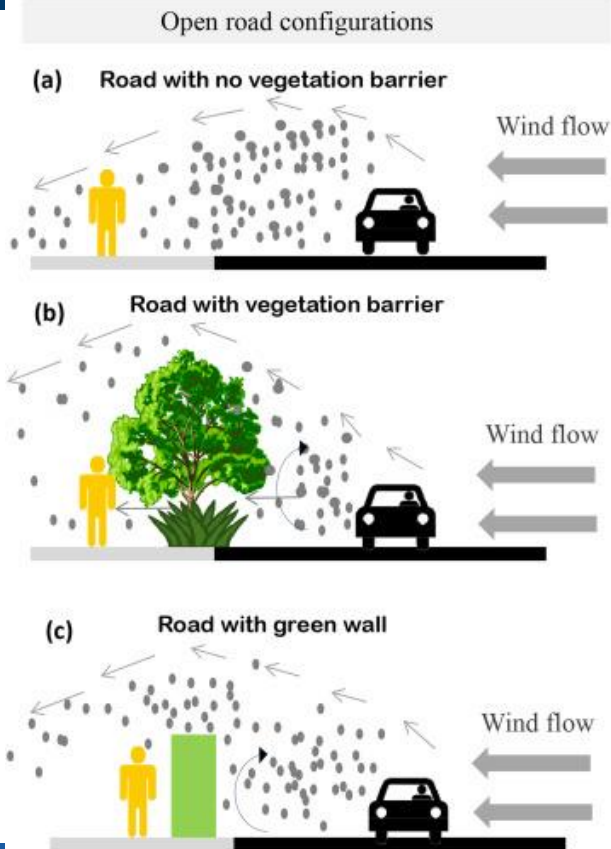 Open road configurations
(a) Road with no vegetation barrier
Wind flow
(b) Road with vegetation barrier
Wind flow
(c) Road with green wall
Wind flow